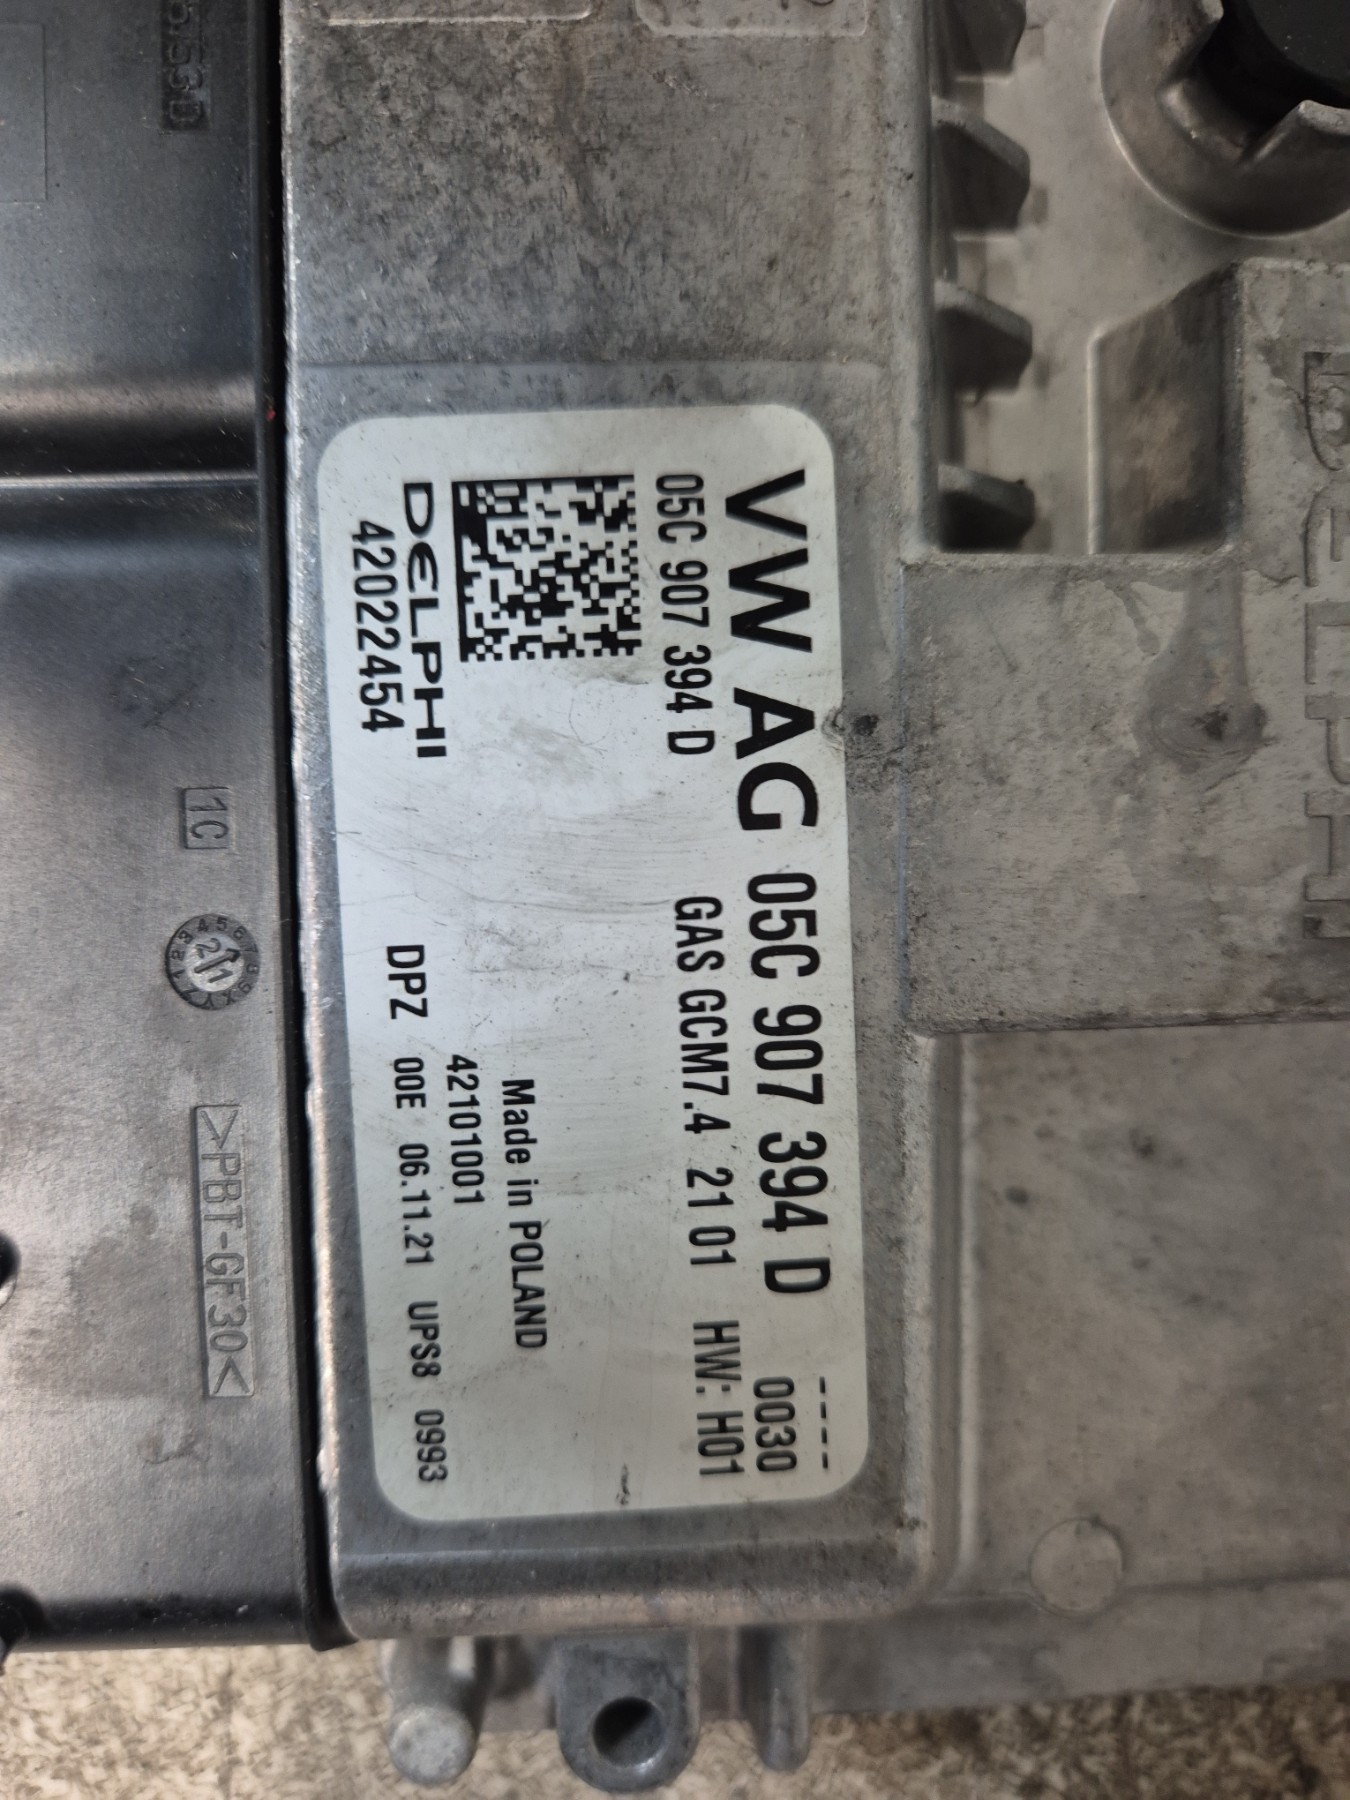 VW AG 05C 907 394 D ----
0030
05C 907 394 D GAS GCM7.4 21 01 HW: H01
Made in POLAND
42101001
DELPHI
42022454
DPZ 00E 06.11.21 UPS8 0993
DELPHI
1C
21
>PBT-GF30<